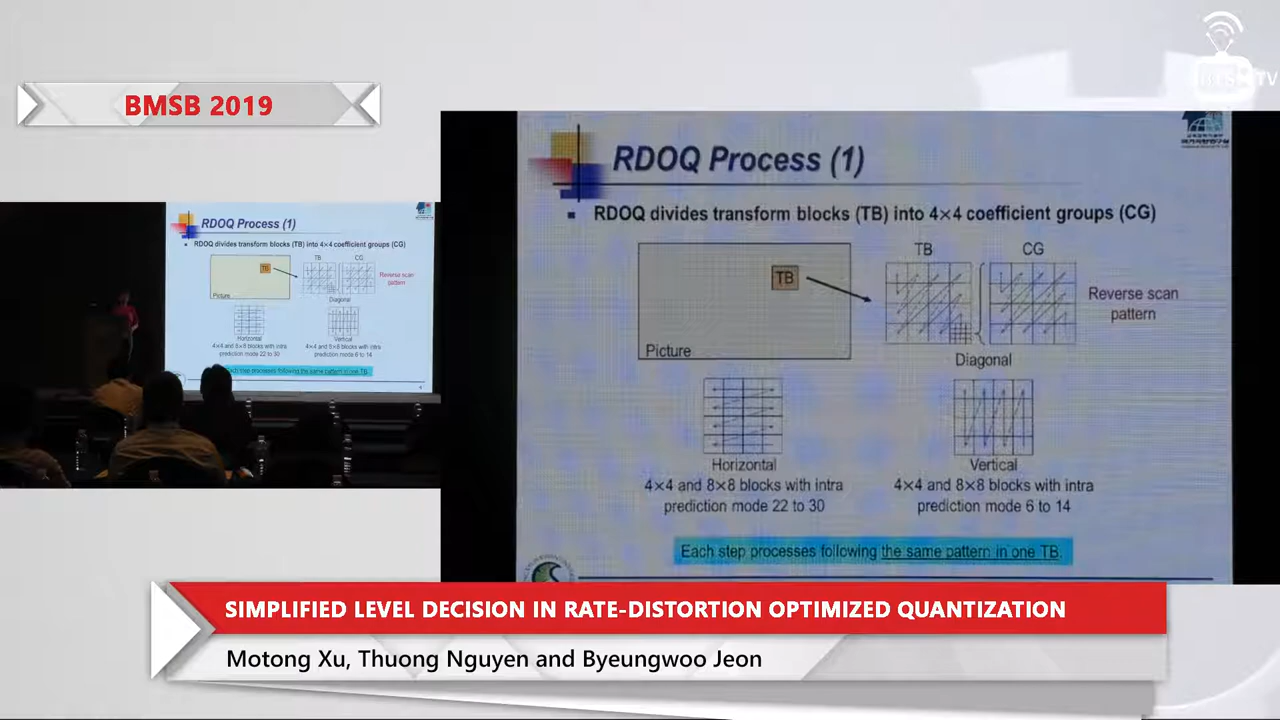 BTS TV
BMSB 2019
RDOQ Process (1)
RDOQ divides transform blocks (TB) into 4×4 coefficient groups (CG)
TB CG
TB
Picture
Reverse scan
pattern
Diagonal
Horizontal Vertical
4×4 and 8×8 blocks with intra 4×4 and 8×8 blocks with intra
prediction mode 22 to 30 prediction mode 6 to 14
Each step processes following the same pattern in one TB.
RDOQ Process (1)
RDOQ divides transform blocks (TB) into 4×4 coefficient groups (CG)
TB CG
TB
Reverse scan
pattern
Picture
Diagonal
Horizontal Vertical
4×4 and 8×8 blocks with intra 4×4 and 8×8 blocks with intra
prediction mode 22 to 30 prediction mode 6 to 14
Each step processes following the same pattern in one TB.
SIMPLIFIED LEVEL DECISION IN RATE-DISTORTION OPTIMIZED QUANTIZATION
Motong Xu, Thuong Nguyen and Byeungwoo Jeon